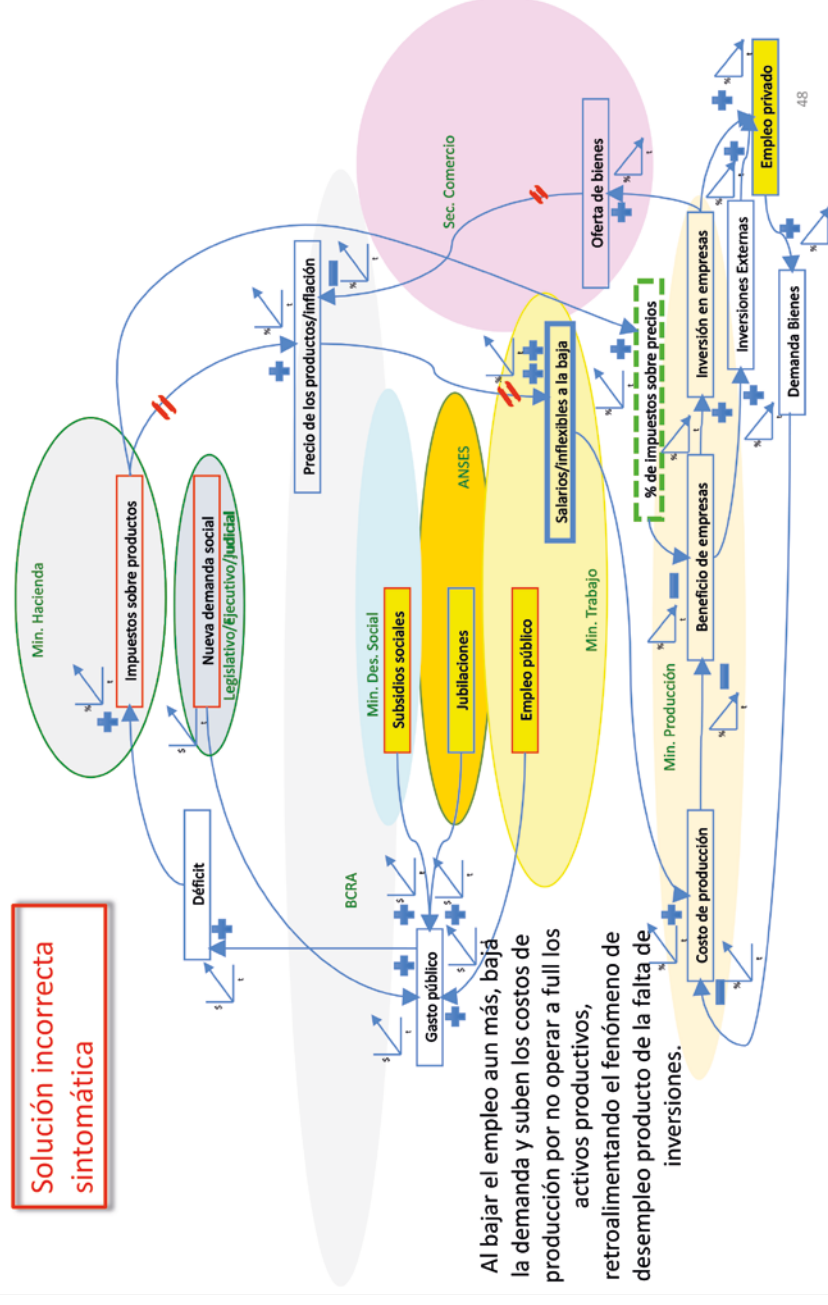 Solución incorrecta
sintomática
Min. Hacienda
Impuestos sobre productos
%
t
Nueva demanda social
Legislativo/Ejecutivo/Judicial
$
t
Déficit
$
t
BCRA
Precio de los productos/inflación
%
t
%
t
Sec. Comercio
Min. Des. Social
Subsidios sociales
ANSES
Jubilaciones
Empleo público
Min. Trabajo
Gasto público
$
t
$
t
$
t
$
t
Salarios/inflexibles a la baja
%
t
Oferta de bienes
%
t
% de impuestos sobre precios
%
t
Al bajar el empleo aun más, baja
la demanda y suben los costos de
producción por no operar a full los
activos productivos,
retroalimentando el fenómeno de
desempleo producto de la falta de
inversiones.
Min. Producción
Costo de producción
%
t
%
t
Beneficio de empresas
%
t
%
t
Inversión en empresas
%
t
Inversiones Externas
%
t
Empleo privado
%
t
%
t
Demanda Bienes
%
t
48